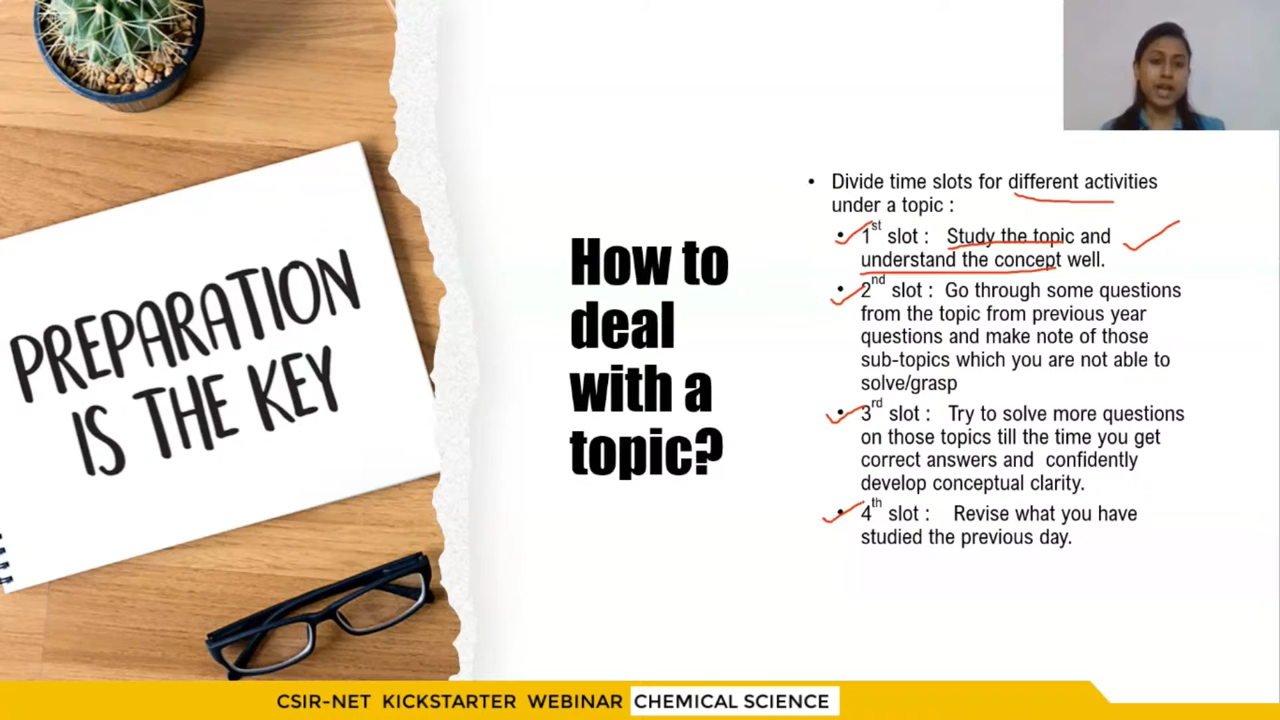 PREPARATION
IS THE KEY
How to
deal
with a
topic?
• Divide time slots for different activities
under a topic :
• 1st slot : Study the topic and
understand the concept well.
• 2nd slot : Go through some questions
from the topic from previous year
questions and make note of those
sub-topics which you are not able to
solve/grasp
• 3rd slot : Try to solve more questions
on those topics till the time you get
correct answers and confidently
develop conceptual clarity.
• 4th slot : Revise what you have
studied the previous day.
CSIR-NET KICKSTARTER WEBINAR CHEMICAL SCIENCE